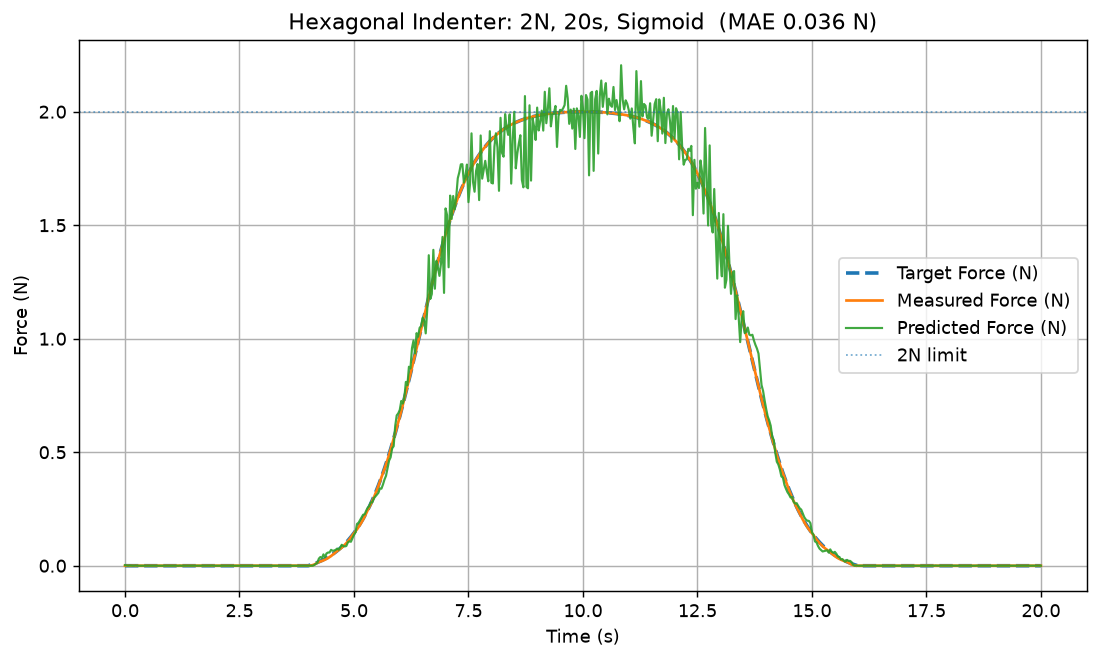 Hexagonal Indenter: 2N, 20s, Sigmoid  (MAE 0.036 N)
Force (N)
2.0
1.5
1.0
0.5
0.0
Target Force (N)
Measured Force (N)
Predicted Force (N)
2N limit
0.0 2.5 5.0 7.5 10.0 12.5 15.0 17.5 20.0
Time (s)